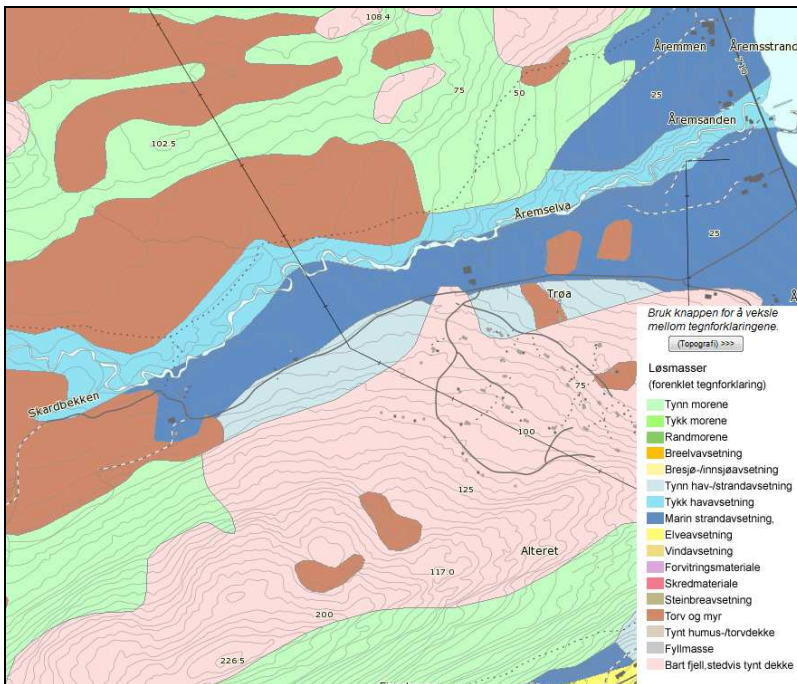 108.4
Åremmen
Åremsstrand
75
50
25
102.5
Åremsanden
Åremselva
25
Trøa
Bruk knappen for å veksle
mellom tegnforklaringene.
(Topografi) >>>
Løsmasser
(forenklet tegnforklaring)
Tynn morene
Tykk morene
Randmorene
Breelvavsetning
Bresjø-/innsjøavsetning
Tynn hav-/strandavsetning
Tykk havavsetning
Marin strandavsetning,
Elveavsetning
Vindavsetning
Forvitringsmateriale
Skredmateriale
Steinbreavsetning
Torv og myr
Tynt humus-/torvdekke
Fyllmasse
Bart fjell,stedvis tynt dekke
75
Skardbekken
100
125
Alteret
117.0
200
226.5